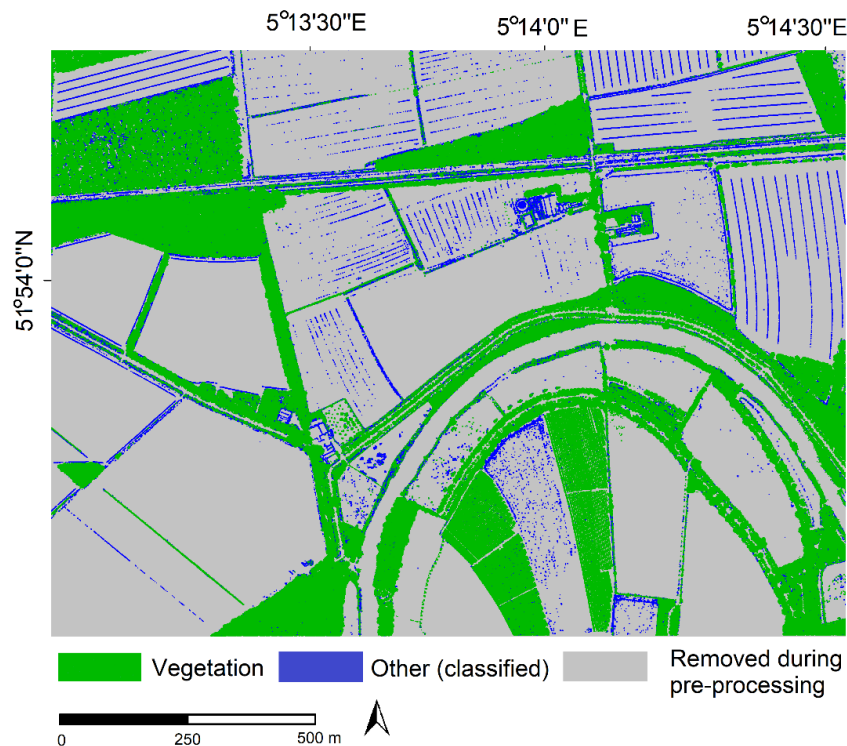 5°13'30"E 5°14'0" E 5°14'30"E
51°54'0"N
Vegetation Other (classified) Removed during
pre-processing
0 250 500 m